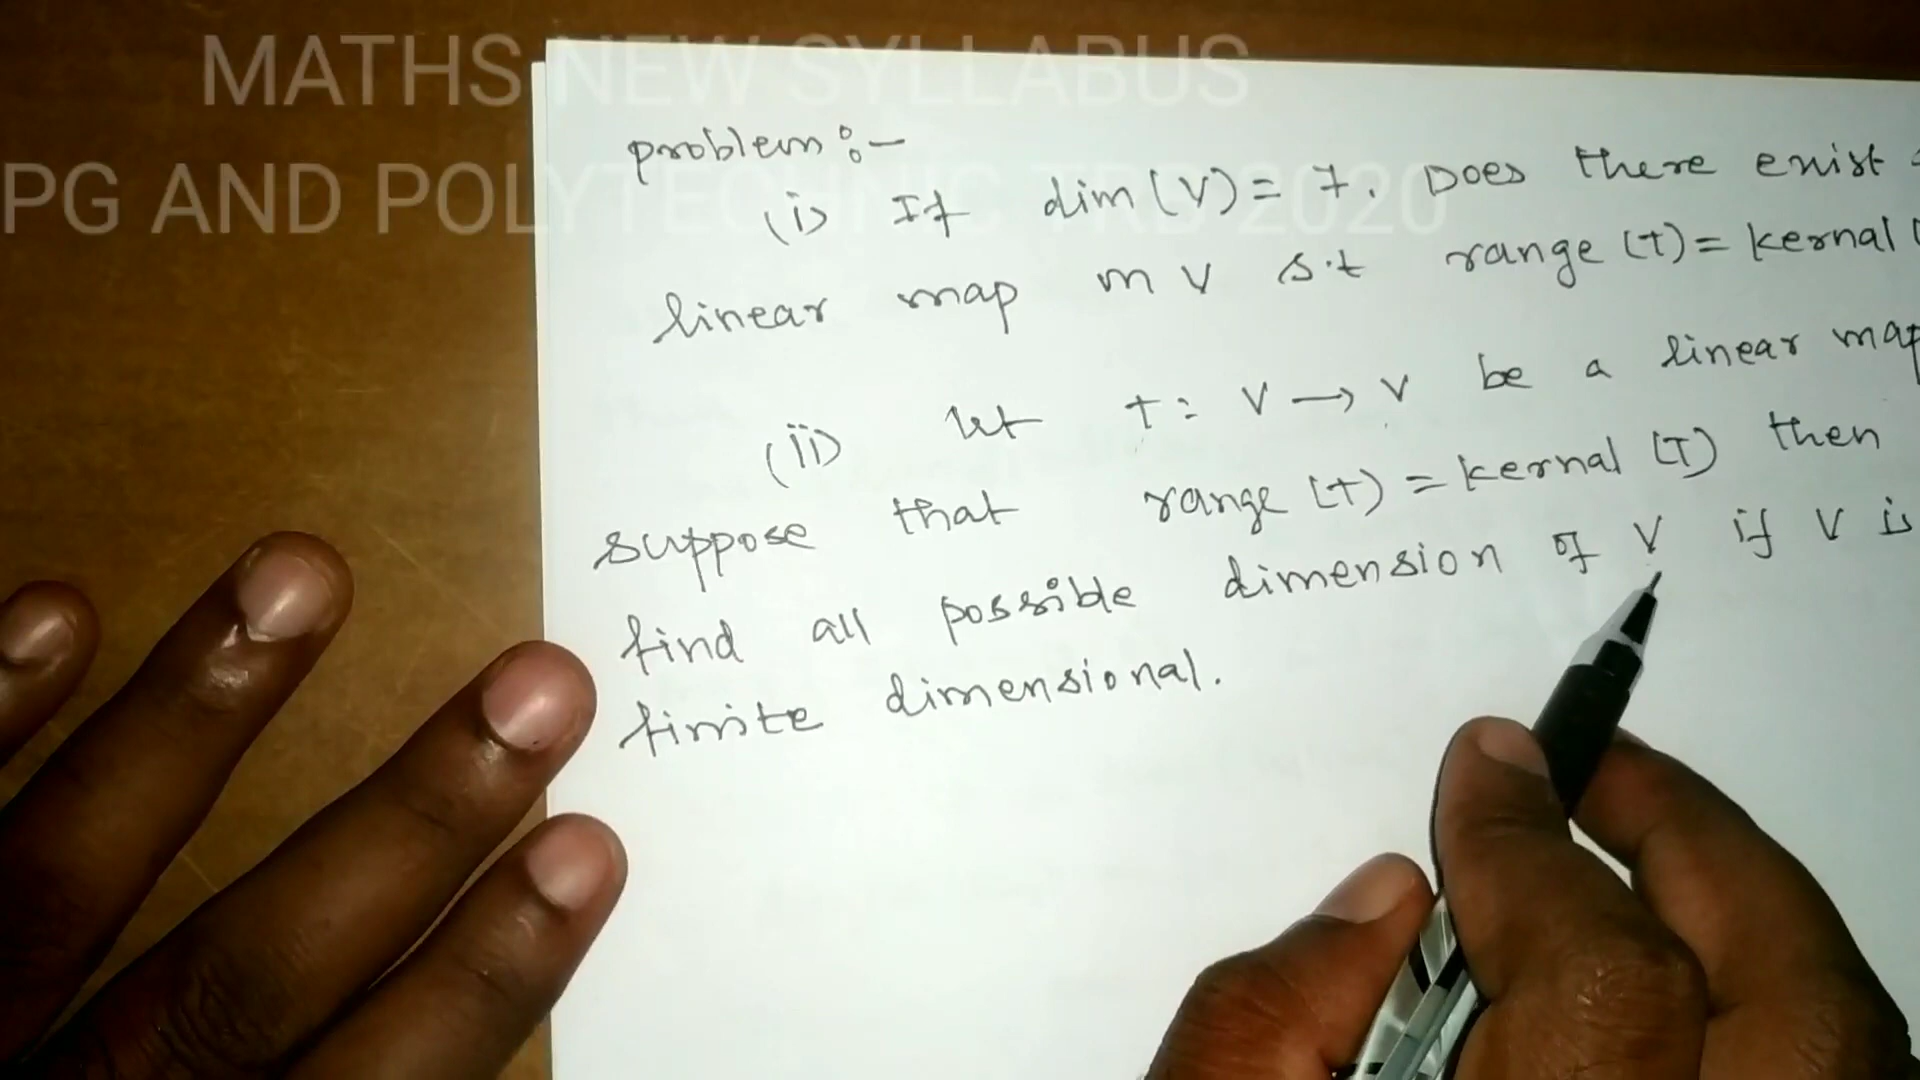 MATHS NEW SYLLABUS
PG AND POLYTECHNIC TRB 2020
problem :-
(i) If dim (V) = 7. Does there exist
linear map in V s.t range (T) = kernal (
(ii) let T : V → V be a linear map
suppose that range (T) = kernal (T) then
find all possible dimension of V if V is
finite dimensional.